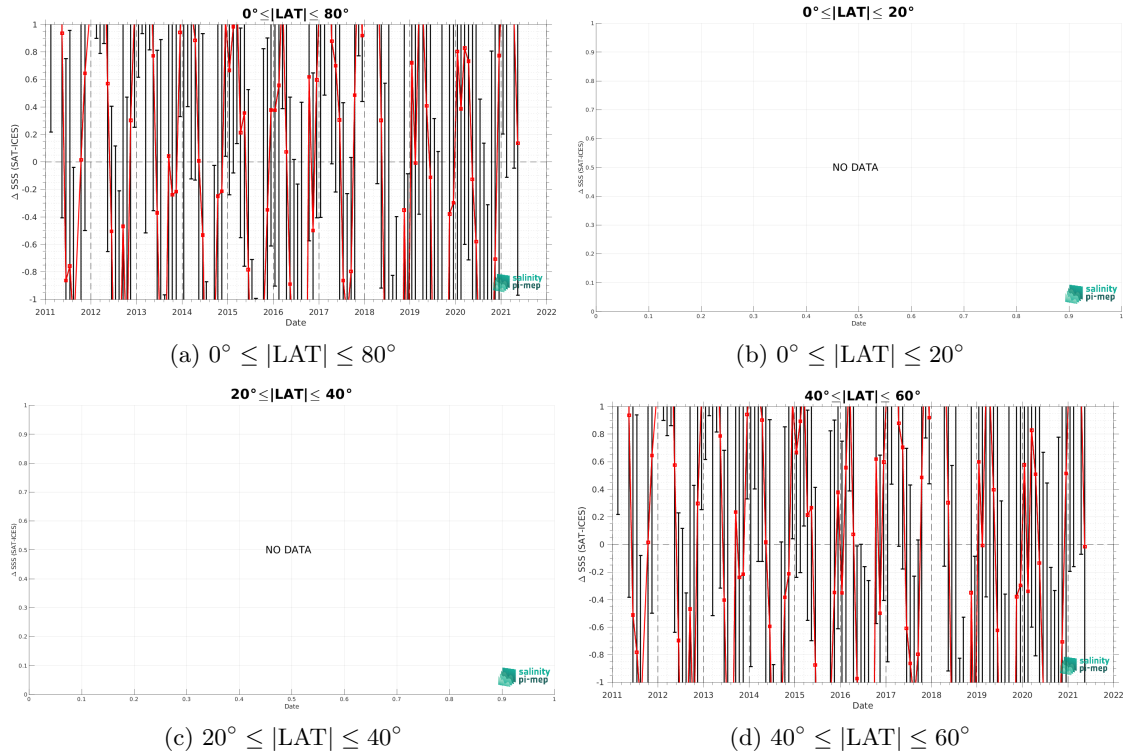 0°≤|LAT|≤ 80°
1
0.8
0.6
0.4
0.2
0
-0.2
-0.4
-0.6
-0.8
-1
Δ SSS (SAT-ICES)
2011 2012 2013 2014 2015 2016 2017 2018 2019 2020 2021 2022
Date
salinity
pi-mep
(a) 0° ≤ |LAT| ≤ 80°
0°≤|LAT|≤ 20°
1
0.9
0.8
0.7
0.6
0.5
0.4
0.3
0.2
0.1
0
Δ SSS (SAT-ICES)
NO DATA
0 0.1 0.2 0.3 0.4 0.5 0.6 0.7 0.8 0.9 1
Date
salinity
pi-mep
(b) 0° ≤ |LAT| ≤ 20°
20°≤|LAT|≤ 40°
1
0.9
0.8
0.7
0.6
0.5
0.4
0.3
0.2
0.1
0
Δ SSS (SAT-ICES)
NO DATA
0 0.1 0.2 0.3 0.4 0.5 0.6 0.7 0.8 0.9 1
Date
salinity
pi-mep
(c) 20° ≤ |LAT| ≤ 40°
40°≤|LAT|≤ 60°
1
0.8
0.6
0.4
0.2
0
-0.2
-0.4
-0.6
-0.8
-1
Δ SSS (SAT-ICES)
2011 2012 2013 2014 2015 2016 2017 2018 2019 2020 2021 2022
Date
salinity
pi-mep
(d) 40° ≤ |LAT| ≤ 60°